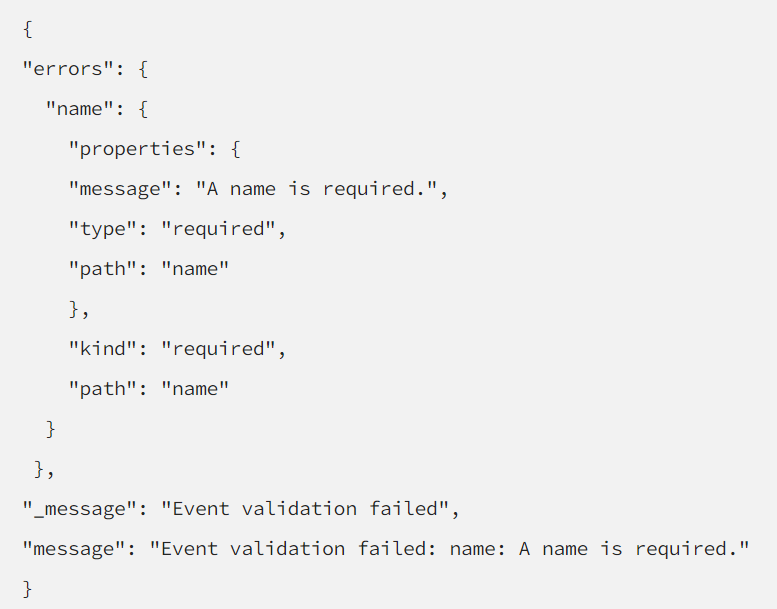 {
"errors": {
"name": {
"properties": {
"message": "A name is required.",
"type": "required",
"path": "name"
},
"kind": "required",
"path": "name"
}
},
"_message": "Event validation failed",
"message": "Event validation failed: name: A name is required."
}